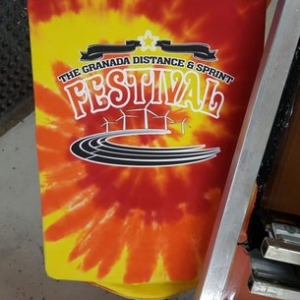 THE GRANADA DISTANCE & SPRINT
FESTIVAL